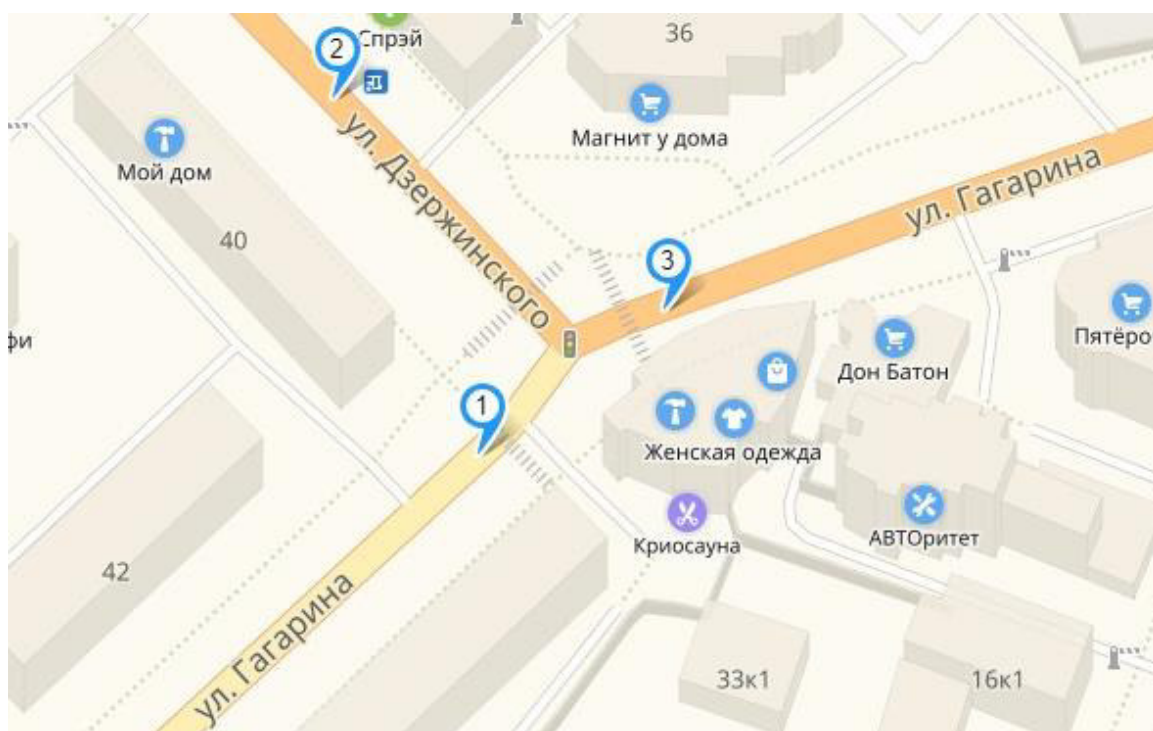 2
Спрэй
36
Магнит у дома
Мой дом
ул. Дзержинского
ул. Гагарина
40
3
фи
Пятёро
Дон Батон
1
Женская одежда
Криосауна
АВТОритет
42
ул. Гагарина
33к1
16к1